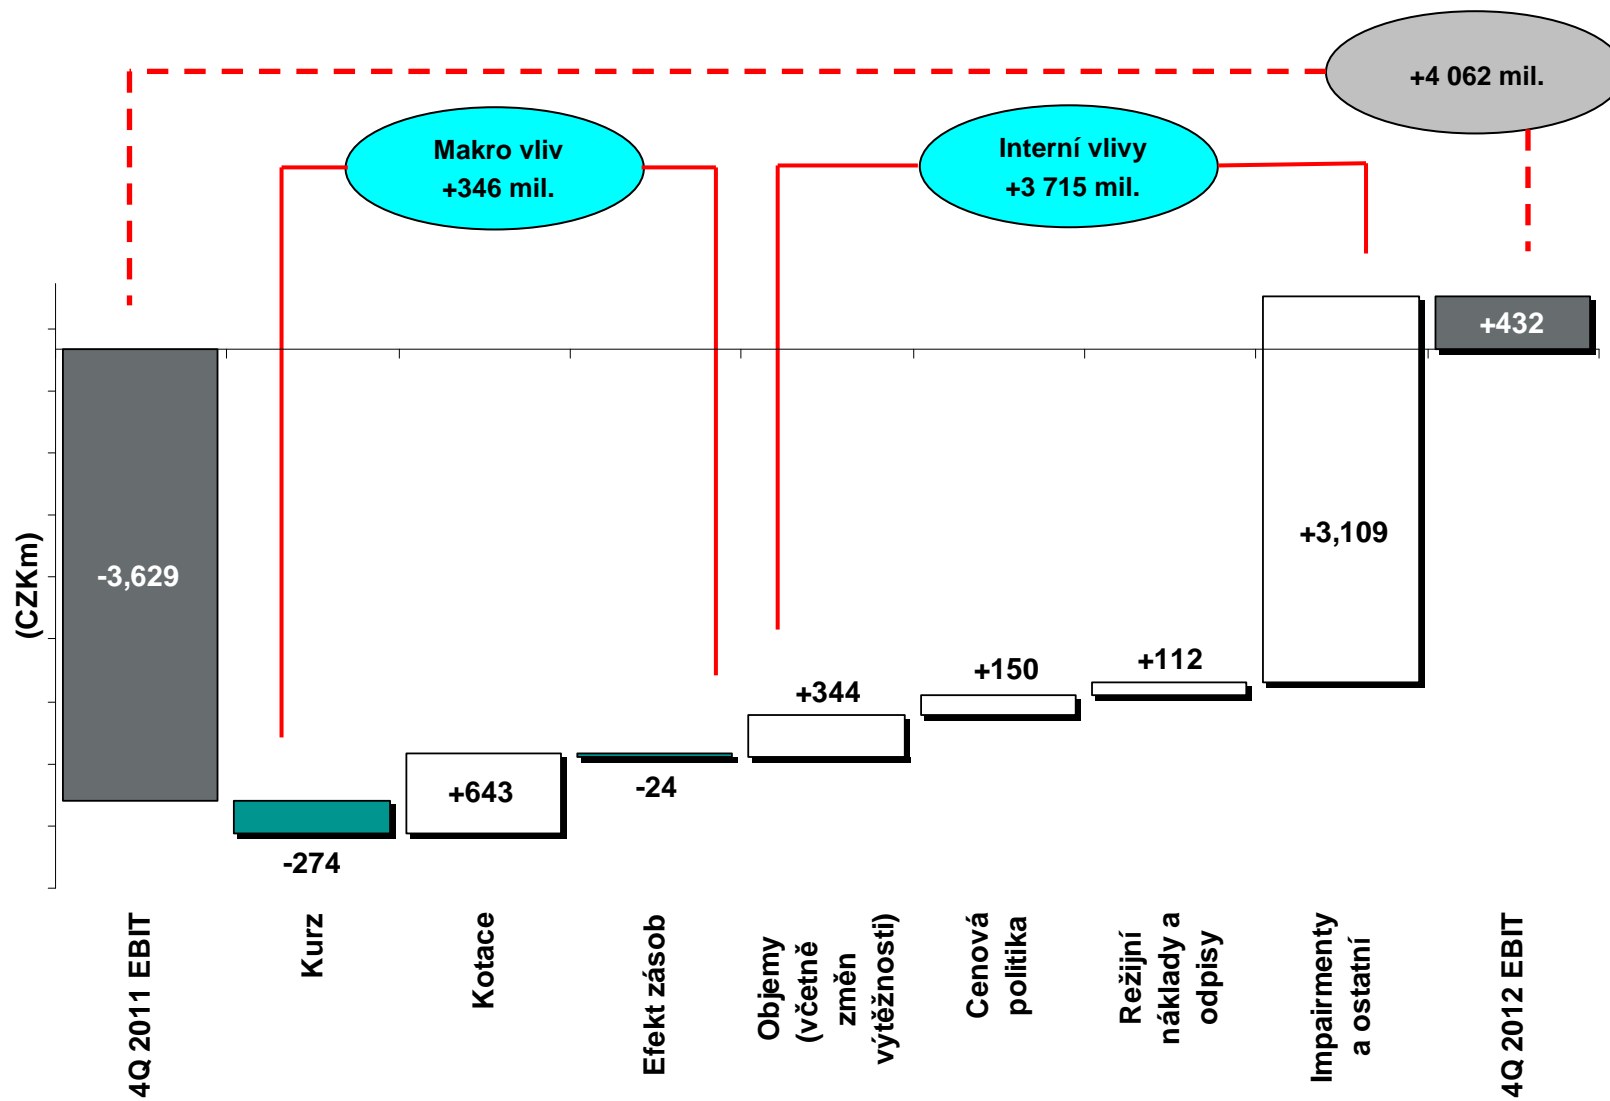 +4 062 mil.
Makro vliv
+346 mil.
Interní vlivy
+3 715 mil.
(CZKm)
-3,629
-274
+643
-24
+344
+150
+112
+3,109
+432
4Q 2011 EBIT
Kurz
Kotace
Efekt zásob
Objemy
(včetně
změn
výtěžnosti)
Cenová
politika
Režijní
náklady a
odpisy
Impairmenty
a ostatní
4Q 2012 EBIT